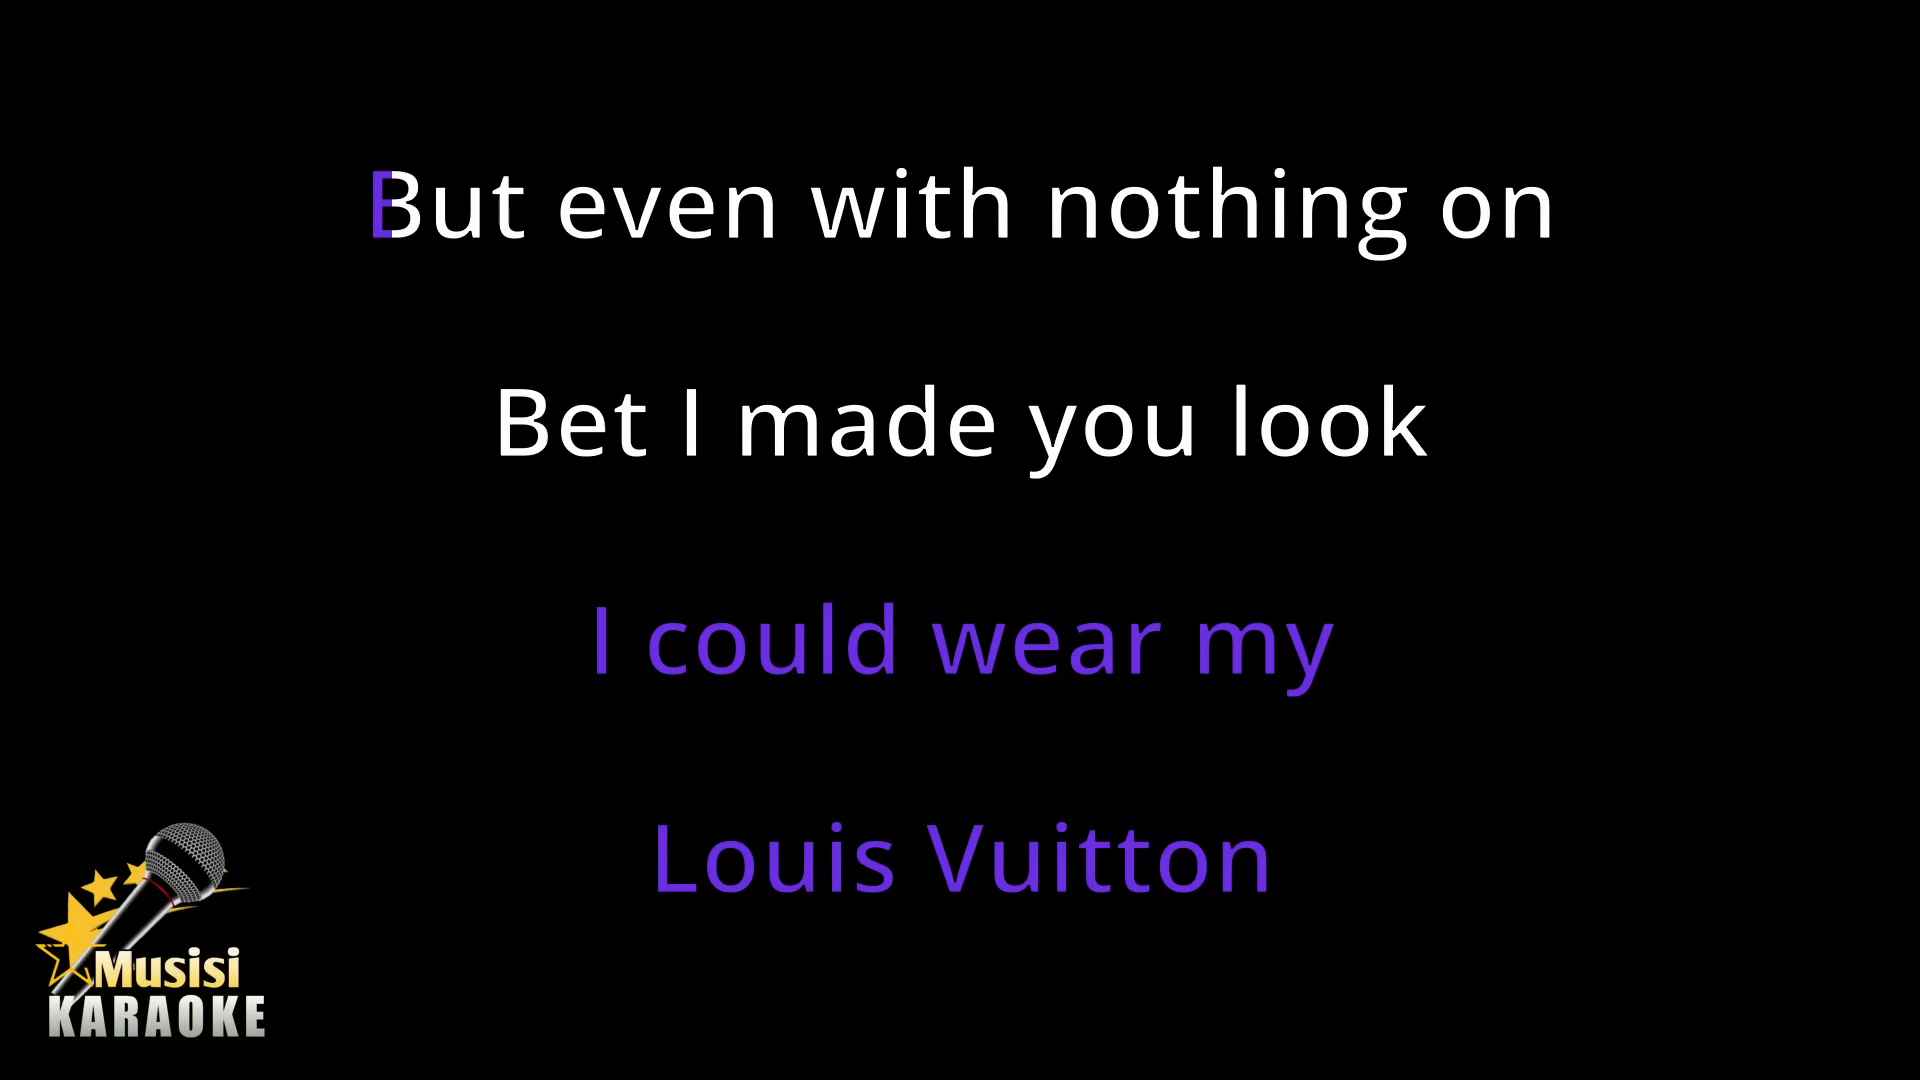 But even with nothing on
Bet I made you look
I could wear my
Louis Vuitton
Musisi
KARAOKE